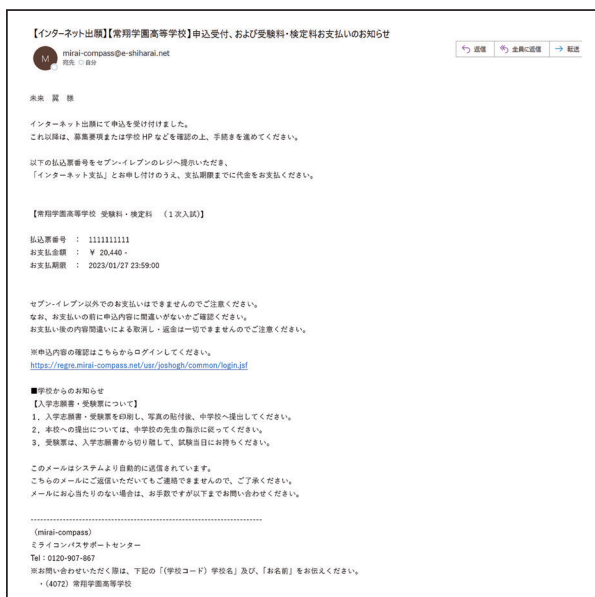 【インターネット出願】【常翔学園高等学校】申込受付、および受験料・検定料お支払いのお知らせ
M
mirai-compass@e-shiharai.net
宛先 ○自分
返信
全員に返信
転送
未来 翼 様
インターネット出願にて申込を受け付けました。
これ以降は、募集要項または学校 HP などを確認の上、手続きを進めてください。
以下の払込票番号をセブン-イレブンのレジへ提示いただき、
「インターネット支払」とお申し付けのうえ、支払期限までに代金をお支払ください。
【常翔学園高等学校 受験料・検定料 (1次入試)】
払込票番号 : 1111111111
お支払金額 : ¥ 20,440 -
お支払期限 : 2023/01/27 23:59:00
セブン-イレブン以外でのお支払いはできませんのでご注意ください。
なお、お支払いの前に申込内容に間違いがないかご確認ください。
お支払い後の内容間違いによる取消し・返金は一切できませんのでご注意ください。
※申込内容の確認はこちらからログインしてください。
https://regre.mirai-compass.net/usr/joshogh/common/login.jsf
■学校からのお知らせ
【入学志願書・受験票について】
1．入学志願書・受験票を印刷し、写真の貼付後、中学校へ提出してください。
2．本校への提出については、中学校の先生の指示に従ってください。
3．受験票は、入学志願書から切り離して、試験当日にお持ちください。
このメールはシステムより自動的に送信されています。
こちらのメールにご返信いただいてもご連絡できませんので、ご了承ください。
メールにお心当たりのない場合は、お手数ですが以下までお問い合わせください。
------------------------------------------------------------------------
(mirai-compass)
ミライコンパスサポートセンター
Tel：0120-907-867
※お問い合わせいただく際は、下記の「(学校コード) 学校名」及び、「お名前」をお伝えください。
・(4072) 常翔学園高等学校